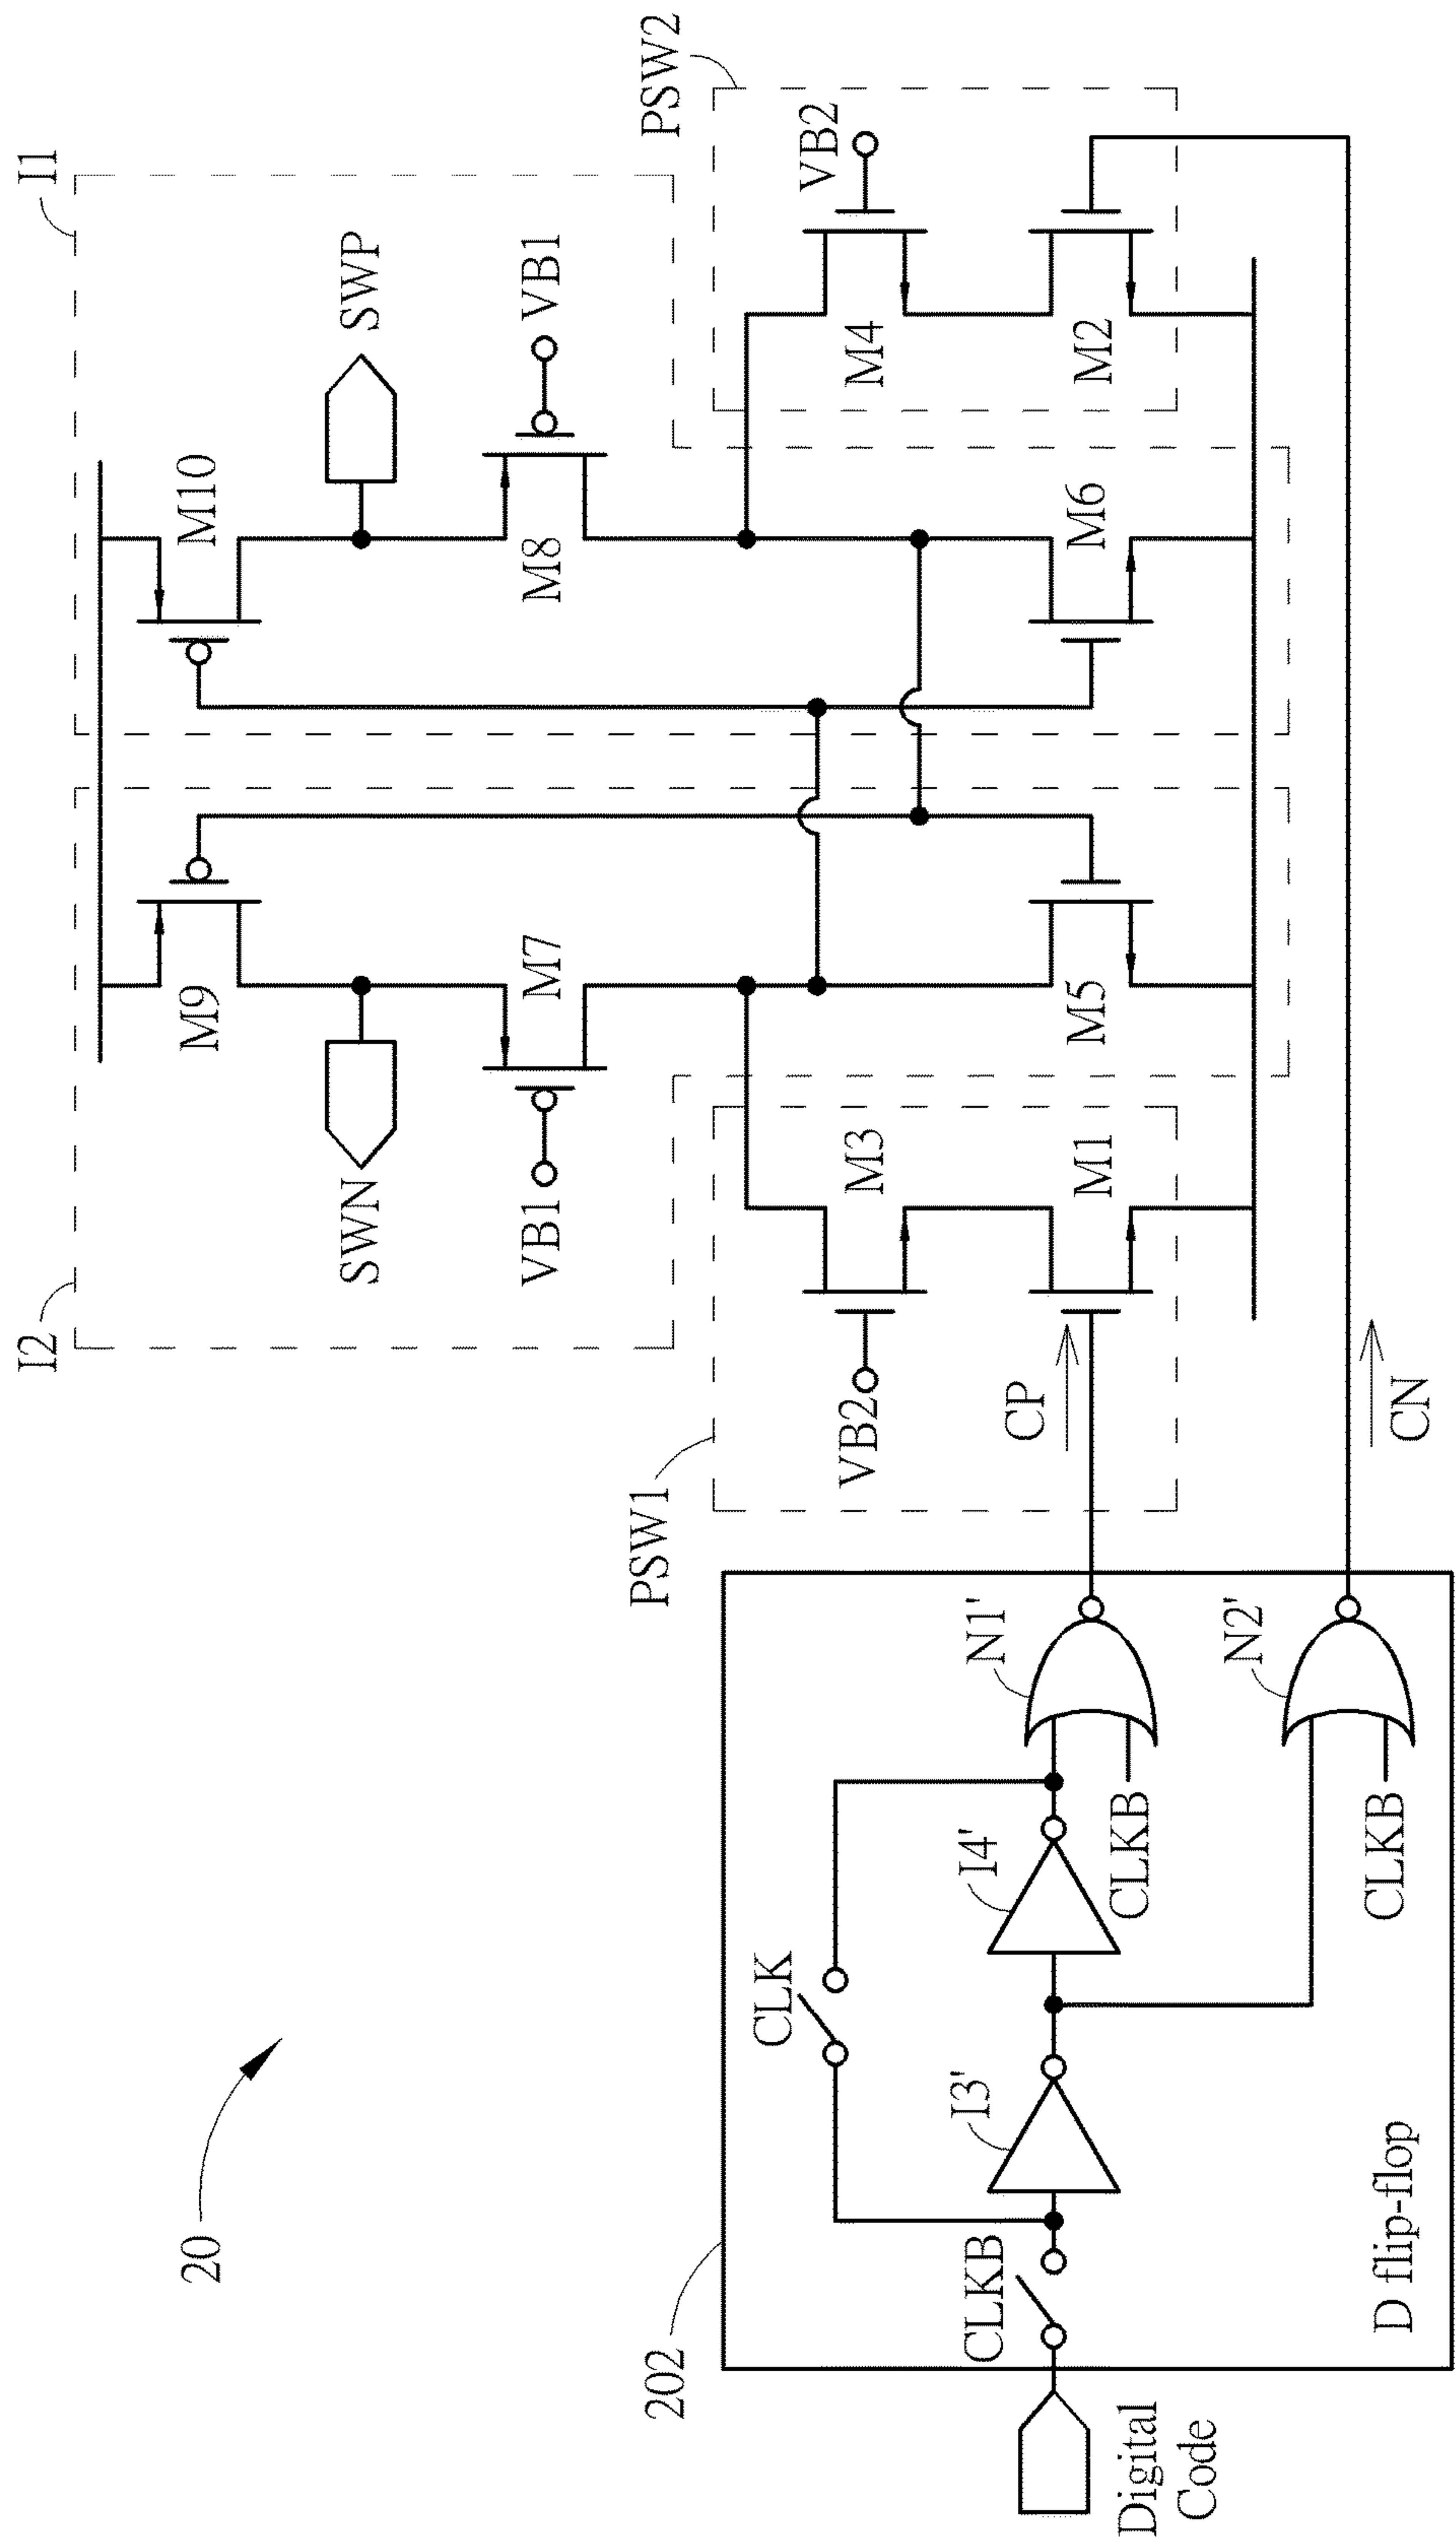 20
I2
I1
M9
M10
SWN
SWP
VB1
M7
M8
VB1
PSW1
PSW2
VB2
M3
M4
VB2
M5
M6
M1
M2
CP
CN
202
Digital
Code
CLKB
CLK
I3'
I4'
N1'
CLKB
N2'
CLKB
D flip-flop